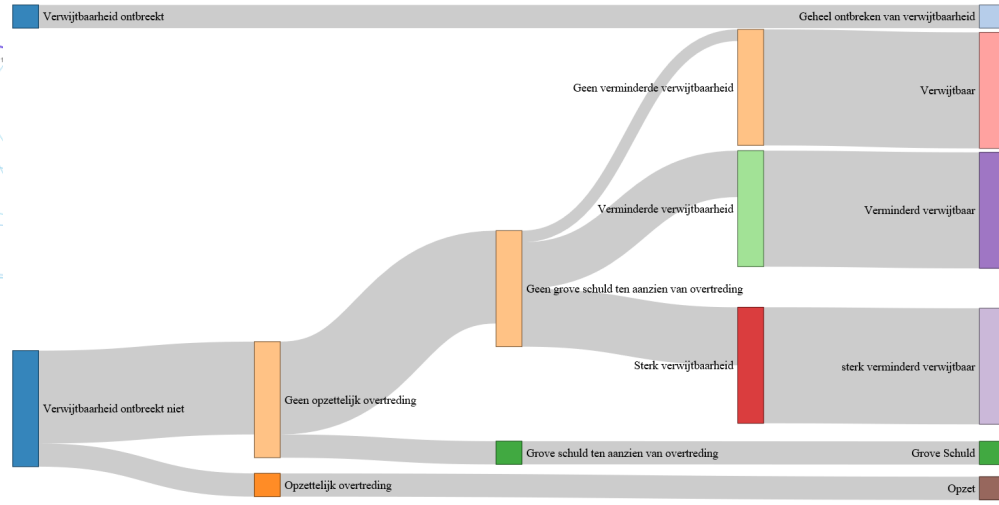 Verwijtbaarheid ontbreekt
Geheel ontbreken van verwijtbaarheid
Geen verminderde verwijtbaarheid
Verwijtbaar
Verminderde verwijtbaarheid
Verminderd verwijtbaar
Geen grove schuld ten aanzien van overtreding
Sterk verwijtbaarheid
sterk verminderd verwijtbaar
Geen opzettelijk overtreding
Verwijtbaarheid ontbreekt niet
Grove schuld ten aanzien van overtreding
Grove Schuld
Opzettelijk overtreding
Opzet